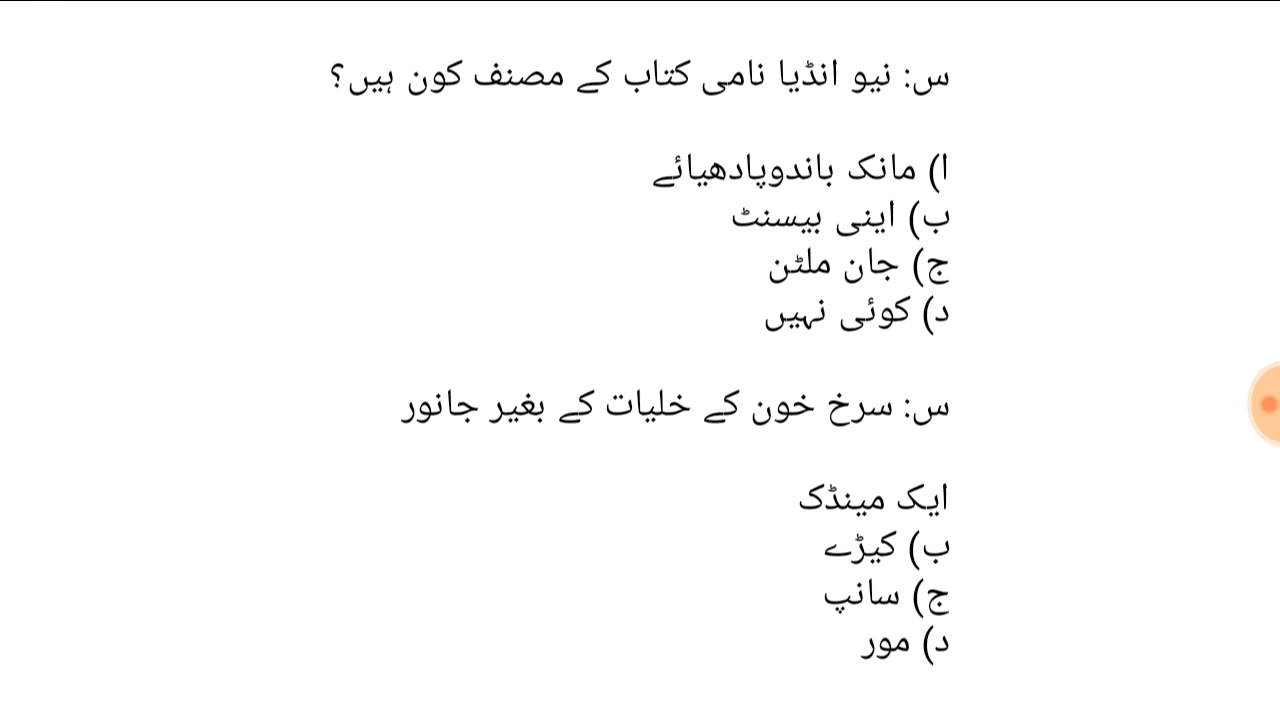 س: نیو انڈیا نامی کتاب کے مصنف کون ہیں؟
ا) مانک باندوپادھیائے
ب) اینی بیسنٹ
ج) جان ملٹن
د) کوئی نہیں
س: سرخ خون کے خلیات کے بغیر جانور
ایک مینڈک
ب) کیڑے
ج) سانپ
د) مور